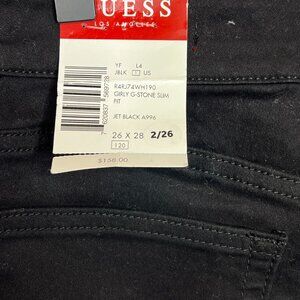 GUESS
LOS ANGELES
YF L4
JBLK US
R4RJ74WH190
GIRLY G-STONE SLIM
FIT
JET BLACK A996
26 X 28 2/26
120
$158.00